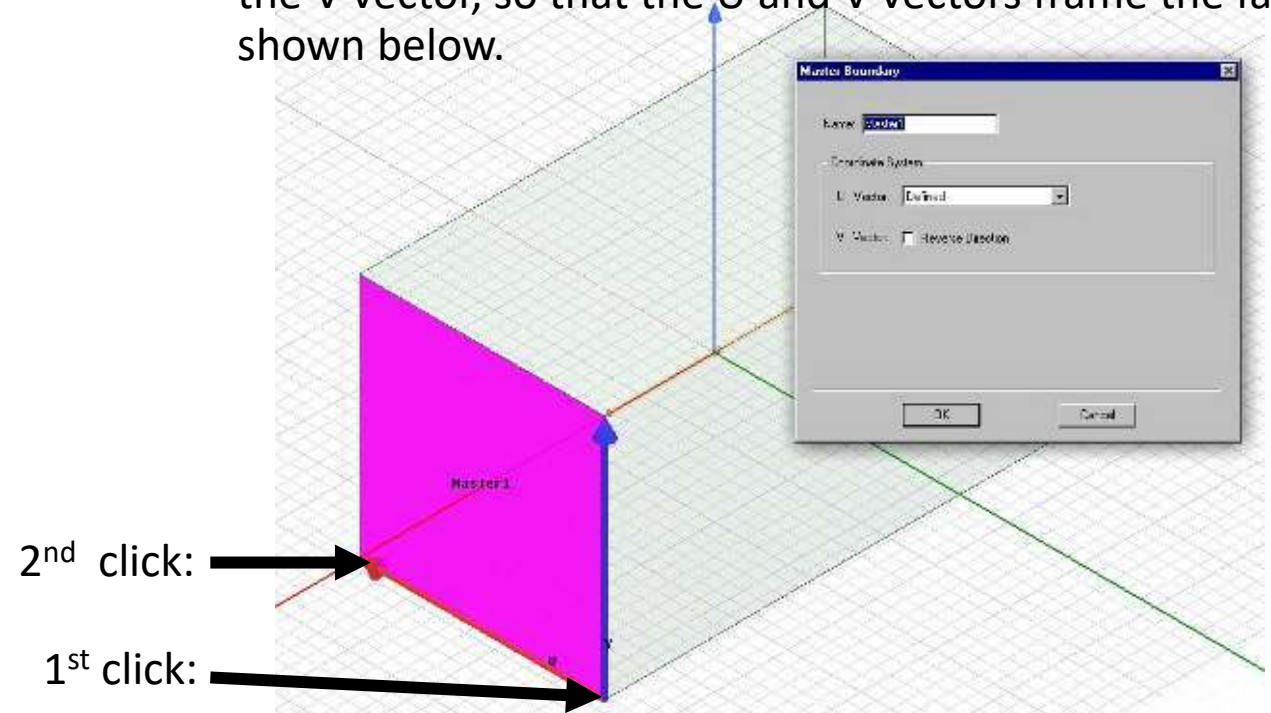 the V vector, so that the U and V vectors frame the fa
shown below.
Master Boundary
Name: Master1
Coordinate System
U Vector: Defined
V Vector: Reverse Direction
OK Cancel
Master1
2nd click:
V
U
1st click: